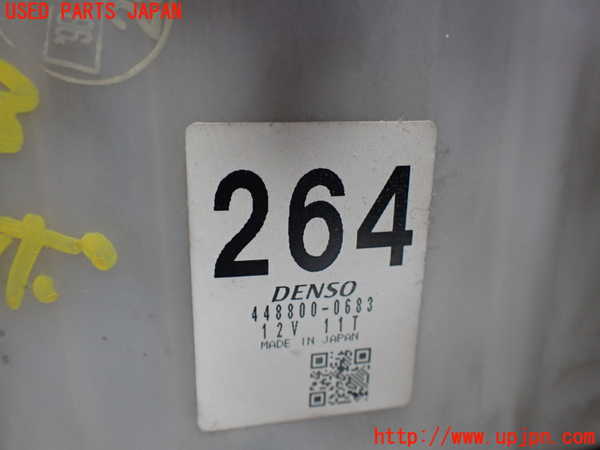 USED PARTS JAPAN
264
DENSO
448800-0683
12V 11T
MADE IN JAPAN
© http://www.upjpn.com/